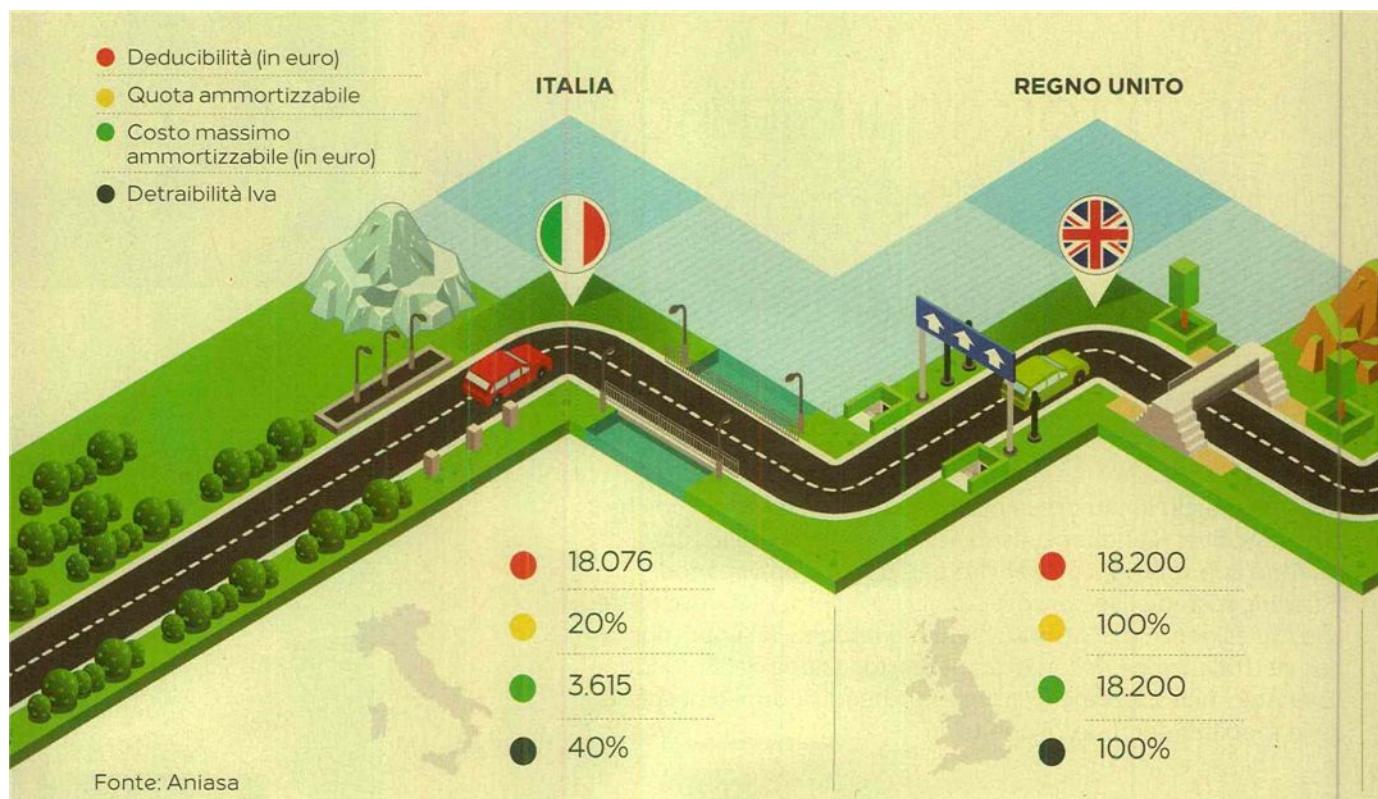 Deducibilità (in euro)
Quota ammortizzabile
Costo massimo
ammortizzabile (in euro)
Detraibilità Iva
ITALIA
REGNO UNITO
18.076
20%
3.615
40%
18.200
100%
18.200
100%
Fonte: Aniasa